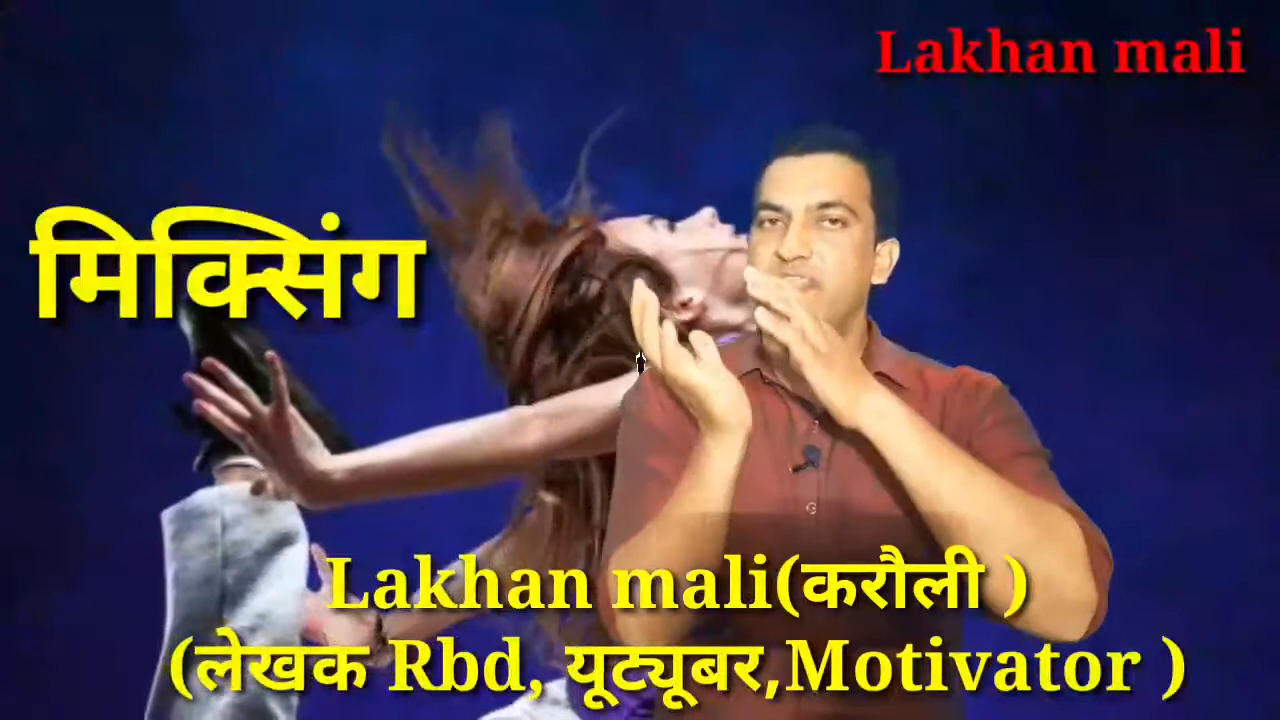 Lakhan mali
मिक्सिंग
Lakhan mali(करौली )
(लेखक Rbd, यूट्यूबर,Motivator )